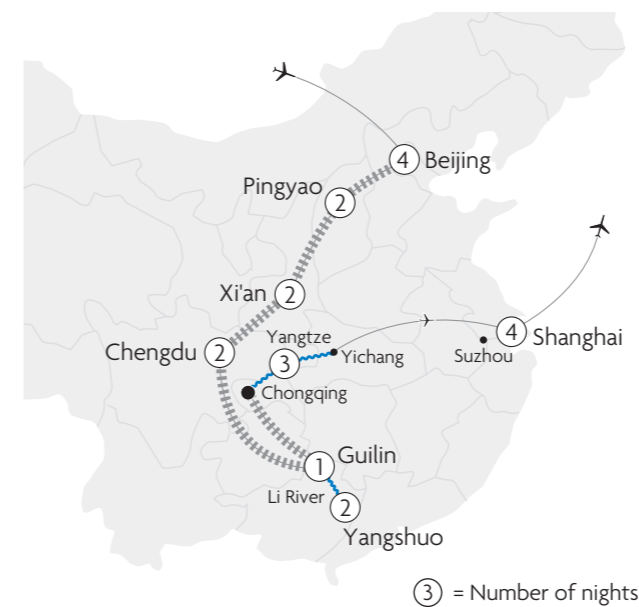 4 Beijing
Pingyao
2
Xi'an 2
Yangtze
4 Shanghai
Chengdu 2
3
Yichang
Suzhou
Chongqing
Guilin
1
Li River
2
Yangshuo
3 = Number of nights